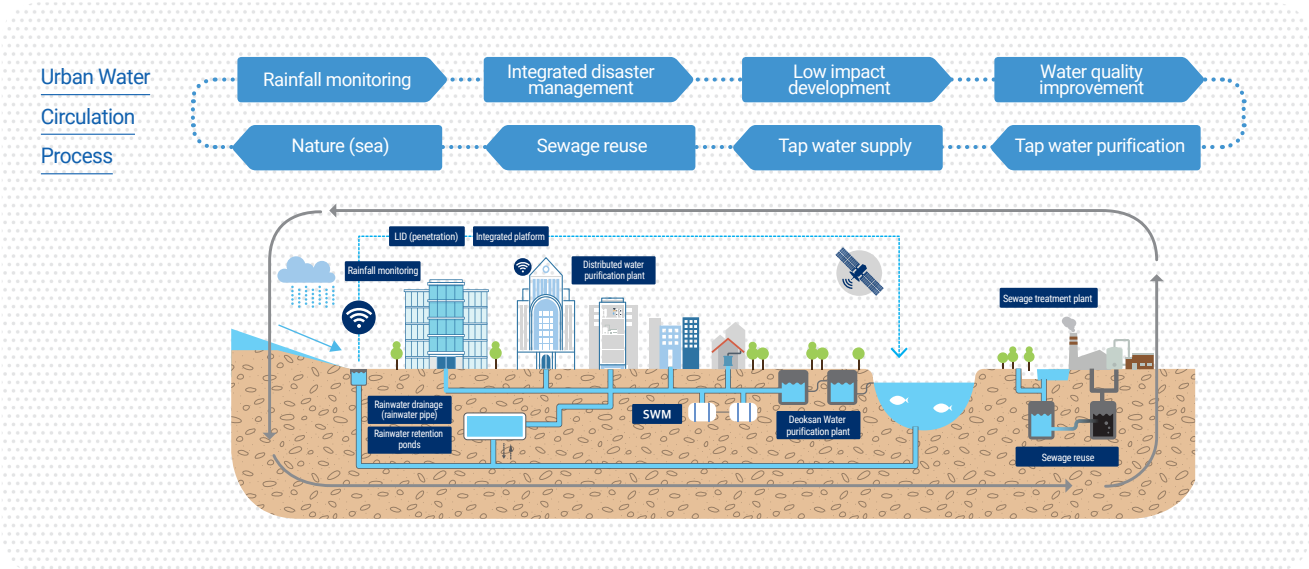 Urban Water
Circulation
Process
Rainfall monitoring
Integrated disaster
management
Low impact
development
Water quality
improvement
Nature (sea)
Sewage reuse
Tap water supply
Tap water purification
LID (penetration)
Integrated platform
Rainfall monitoring
Distributed water
purification plant
Sewage treatment plant
Rainwater drainage
(rainwater pipe)
Rainwater retention
ponds
SWM
Deoksan Water
purification plant
Sewage reuse